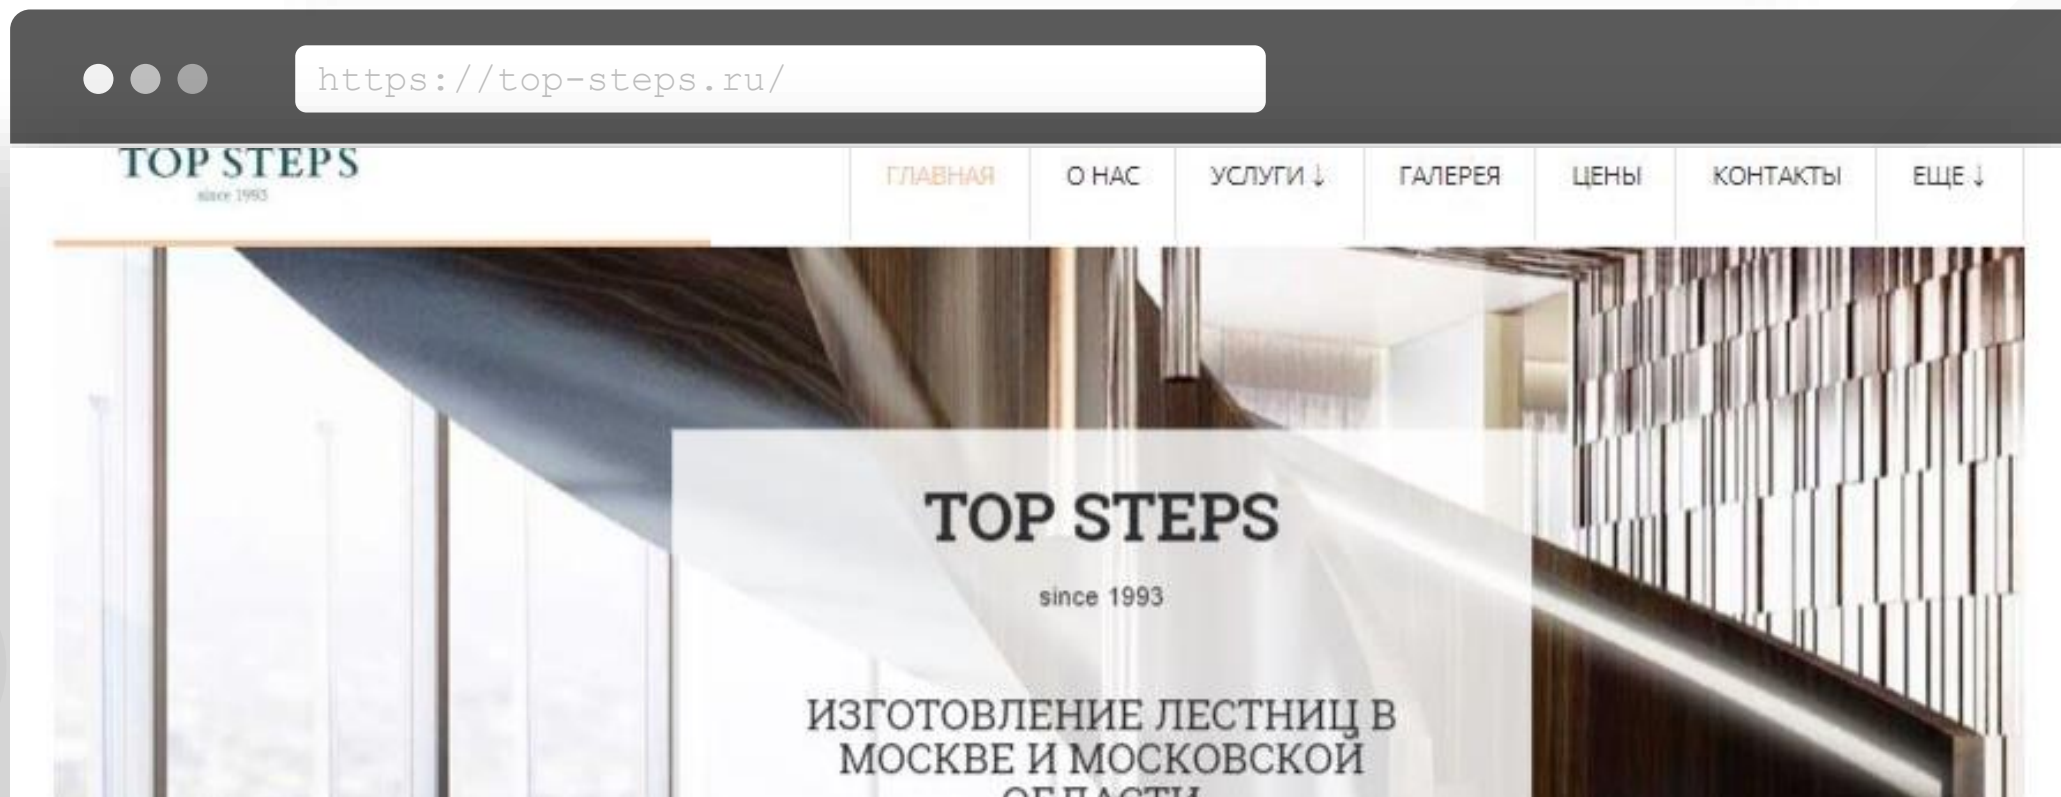 https://top-steps.ru/
TOP STEPS
since 1993
ГЛАВНАЯ
О НАС
УСЛУГИ ↓
ГАЛЕРЕЯ
ЦЕНЫ
КОНТАКТЫ
ЕЩЕ ↓
TOP STEPS
since 1993
ИЗГОТОВЛЕНИЕ ЛЕСТНИЦ В
МОСКВЕ И МОСКОВСКОЙ
ОБЛАСТИ